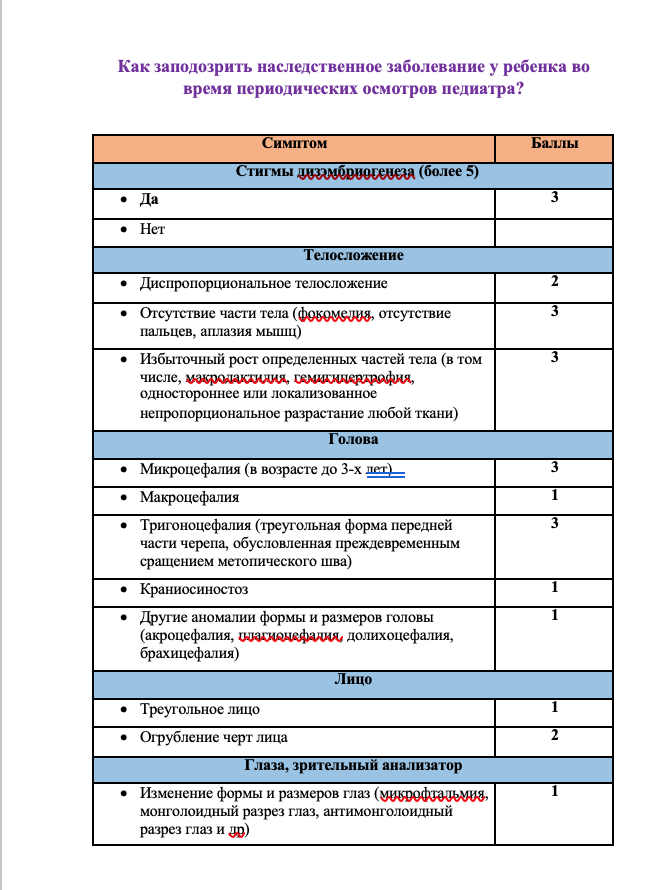 Как заподозрить наследственное заболевание у ребенка во
время периодических осмотров педиатра?
Симптом Баллы
Стигмы дизэмбриогенеза (более 5)
• Да 3
• Нет
Телосложение
• Диспропорциональное телосложение 2
• Отсутствие части тела (фокомелия, отсутствие 3
пальцев, аплазия мышц)
• Избыточный рост определенных частей тела (в том 3
числе, макродактилия, гемигипертрофия,
одностороннее или локализованное
непропорциональное разрастание любой ткани)
Голова
• Микроцефалия (в возрасте до 3-х лет) 3
• Макроцефалия 1
• Тригоноцефалия (треугольная форма передней 3
части черепа, обусловленная преждевременным
сращением метопического шва)
• Краниосиностоз 1
• Другие аномалии формы и размеров головы 1
(акроцефалия, плагиоцефалия, долихоцефалия,
брахицефалия)
Лицо
• Треугольное лицо 1
• Огрубление черт лица 2
Глаза, зрительный анализатор
• Изменение формы и размеров глаз (микрофтальмия, 1
монголоидный разрез глаз, антимонголоидный
разрез глаз и др)